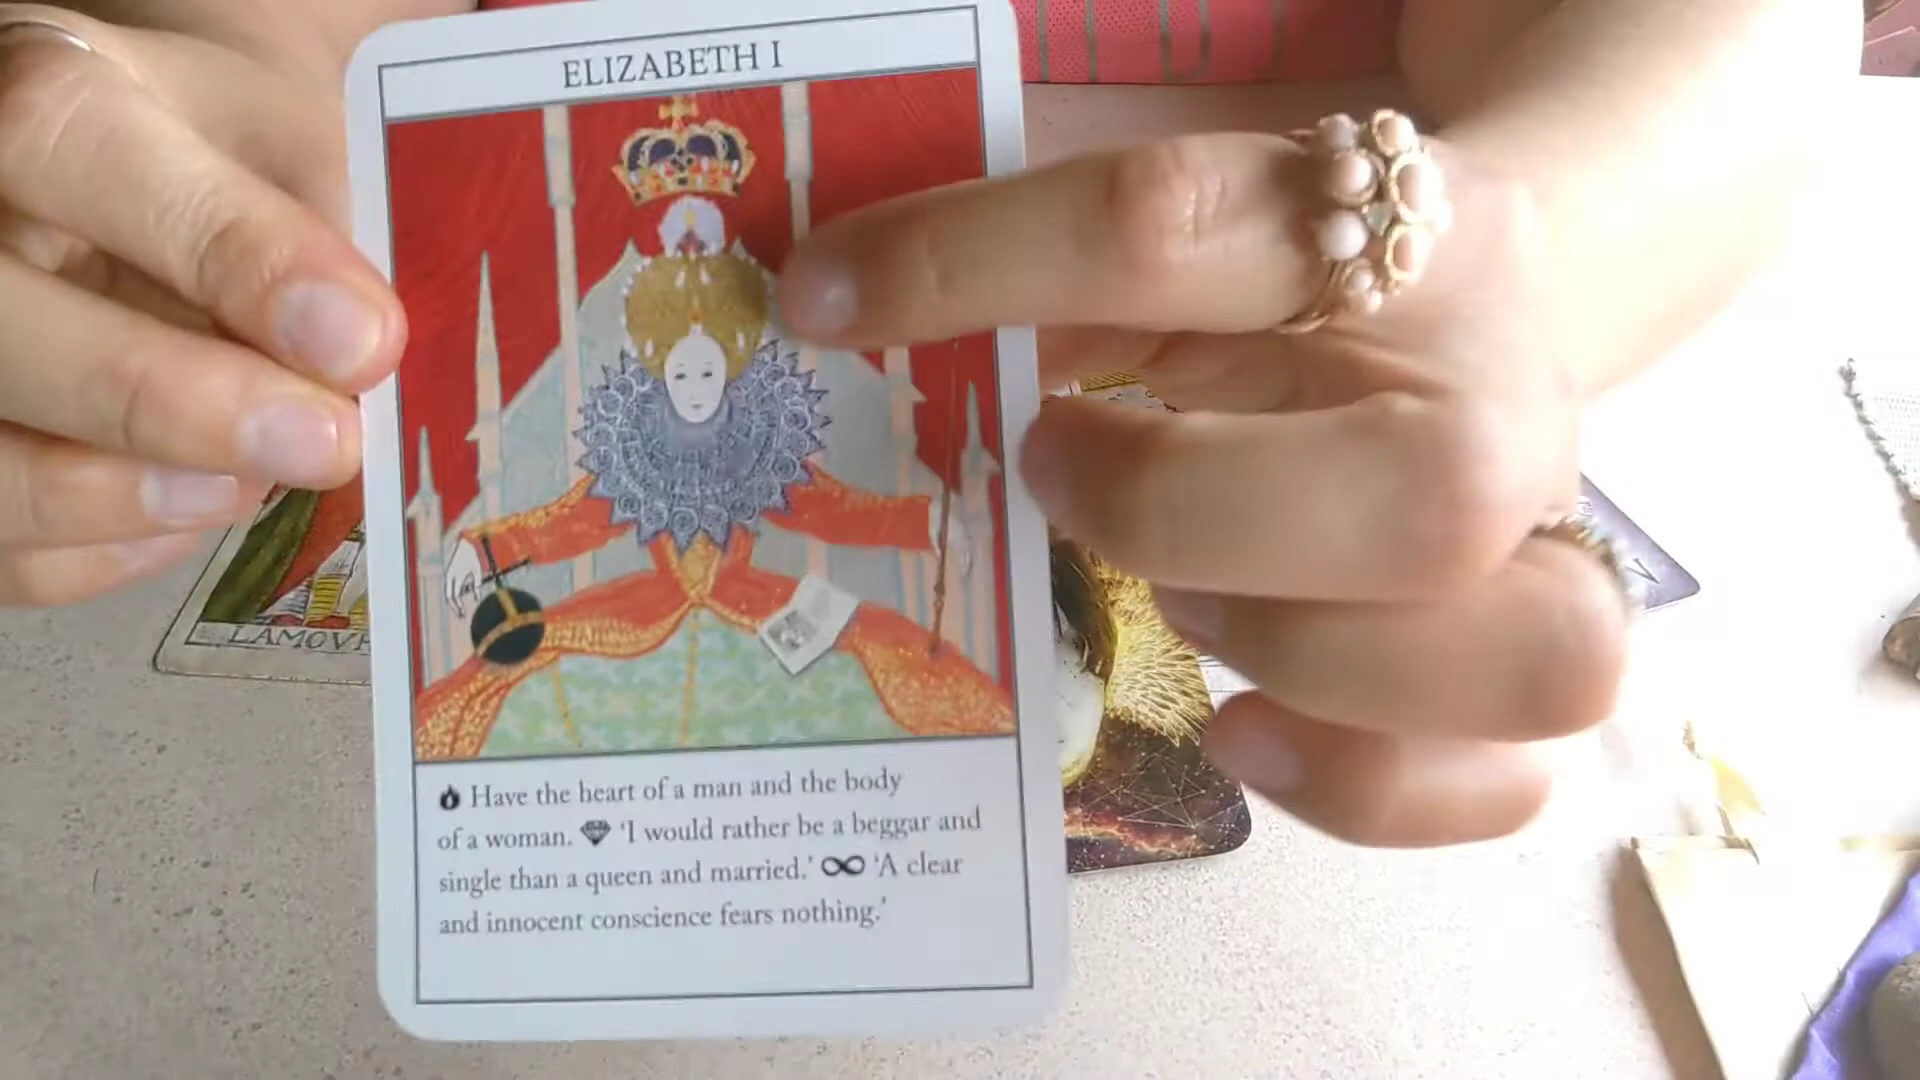 ELIZABETH I
Have the heart of a man and the body
of a woman. 'I would rather be a beggar and
single than a queen and married.' ∞ 'A clear
and innocent conscience fears nothing.'
LAMOVR